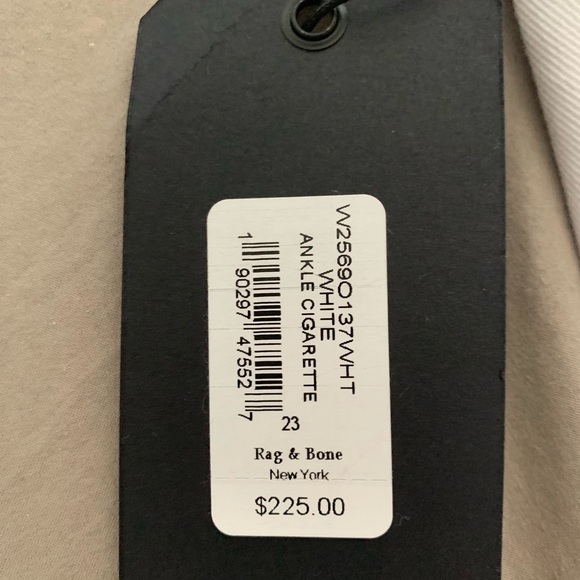 W2569O137WHT
WHITE
ANKLE CIGARETTE
1 90297 47552 7
23
Rag & Bone
New York
$225.00